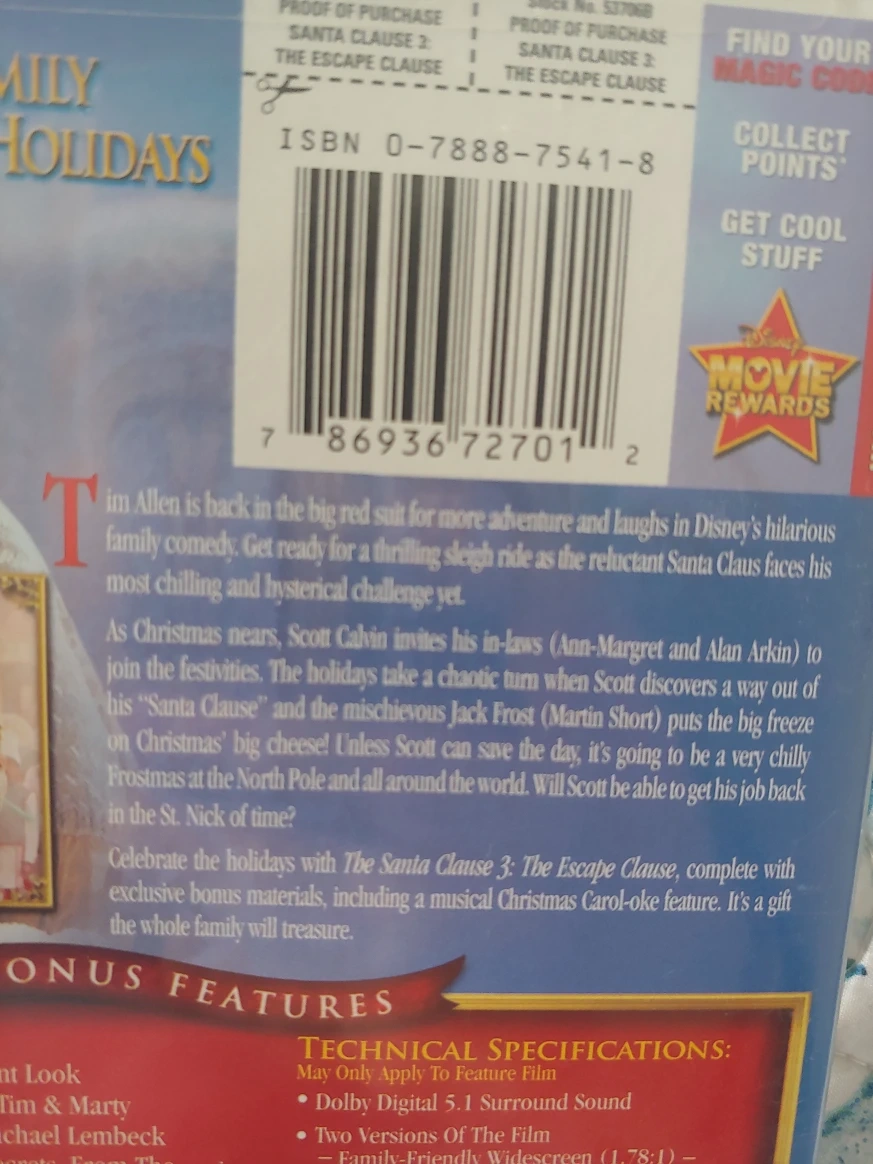 PROOF OF PURCHASE
SANTA CLAUSE 3:
THE ESCAPE CLAUSE
Stock No. 53706B
PROOF OF PURCHASE
SANTA CLAUSE 3:
THE ESCAPE CLAUSE
FIND YOUR
MAGIC CODE
COLLECT
POINTS*
GET COOL
STUFF
Disney
MOVIE
REWARDS
MILY
HOLIDAYS
ISBN 0-7888-7541-8
7 86936 72701 2
Tim Allen is back in the big red suit for more adventure and laughs in Disney's hilarious
family comedy. Get ready for a thrilling sleigh ride as the reluctant Santa Claus faces his
most chilling and hysterical challenge yet.
As Christmas nears, Scott Calvin invites his in-laws (Ann-Margret and Alan Arkin) to
join the festivities. The holidays take a chaotic turn when Scott discovers a way out of
his "Santa Clause" and the mischievous Jack Frost (Martin Short) puts the big freeze
on Christmas' big cheese! Unless Scott can save the day, it's going to be a very chilly
Frostmas at the North Pole and all around the world. Will Scott be able to get his job back
in the St. Nick of time?
Celebrate the holidays with The Santa Clause 3: The Escape Clause, complete with
exclusive bonus materials, including a musical Christmas Carol-oke feature. It's a gift
the whole family will treasure.
ONUS FEATURES
nt Look
Tim & Marty
chael Lembeck
TECHNICAL SPECIFICATIONS:
May Only Apply To Feature Film
• Dolby Digital 5.1 Surround Sound
• Two Versions Of The Film
– Family-Friendly Widescreen (1.78:1) –